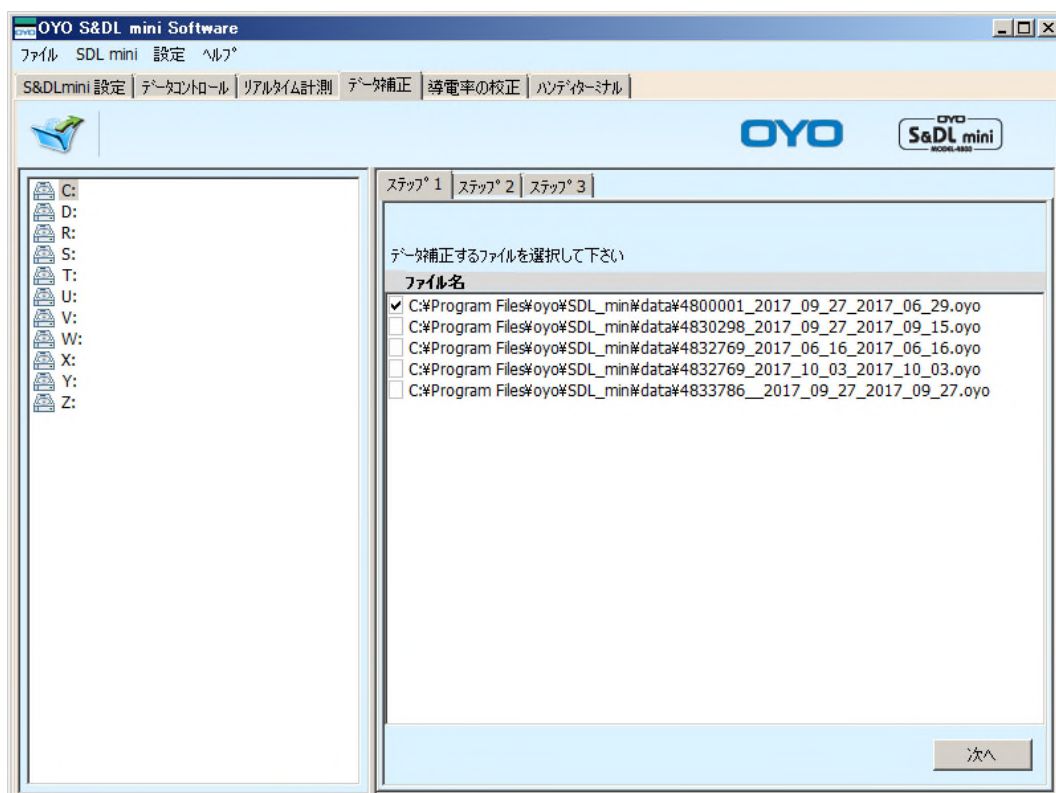 OYO S&DL mini Software
ファイル SDL mini 設定 ヘルプ
S&DLmini 設定 データコントロール リアルタイム計測 データ補正 導電率の校正 ハンディターミナル
OYO
OYO
S&DL mini
MODEL-4800
C:
D:
R:
S:
T:
U:
V:
W:
X:
Y:
Z:
ステップ 1 ステップ 2 ステップ 3
データ補正するファイルを選択して下さい
ファイル名
C:¥Program Files¥oyo¥SDL_min¥data¥4800001_2017_09_27_2017_06_29.oyo
C:¥Program Files¥oyo¥SDL_min¥data¥4830298_2017_09_27_2017_09_15.oyo
C:¥Program Files¥oyo¥SDL_min¥data¥4832769_2017_06_16_2017_06_16.oyo
C:¥Program Files¥oyo¥SDL_min¥data¥4832769_2017_10_03_2017_10_03.oyo
C:¥Program Files¥oyo¥SDL_min¥data¥4833786__2017_09_27_2017_09_27.oyo
次へ